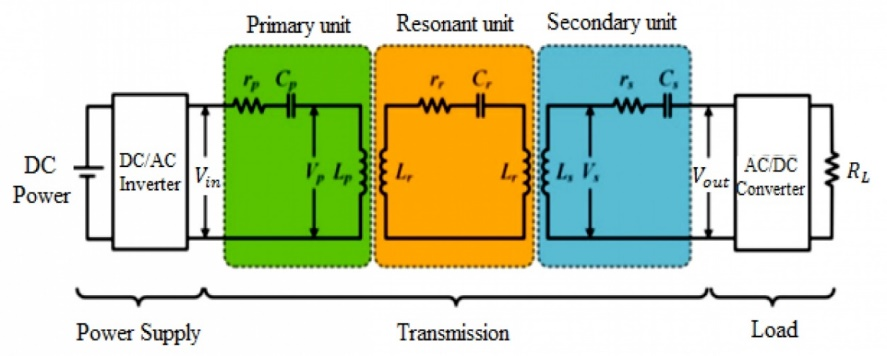 Primary unit
Resonant unit
Secondary unit
r_p
C_p
r_r
C_r
r_s
C_s
DC
Power
DC/AC
Inverter
V_in
V_p
L_p
L_r
L_r
L_s
V_s
V_out
AC/DC
Converter
R_L
Power Supply
Transmission
Load